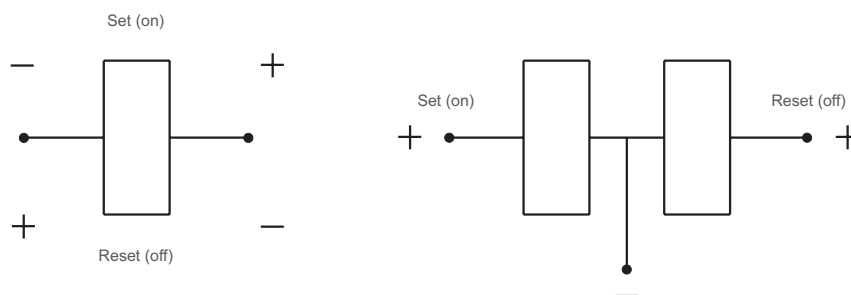 Set (on)
− +
+ −
Reset (off)
Set (on)
Reset (off)
+ +
−